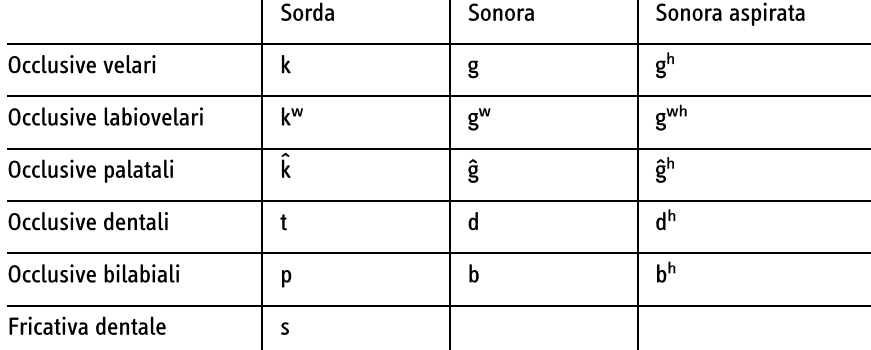 Sorda Sonora Sonora aspirata
Occlusive velari k g gʰ
Occlusive labiovelari kʷ gʷ gʷʰ
Occlusive palatali k̂ ĝ ĝʰ
Occlusive dentali t d dʰ
Occlusive bilabiali p b bʰ
Fricativa dentale s